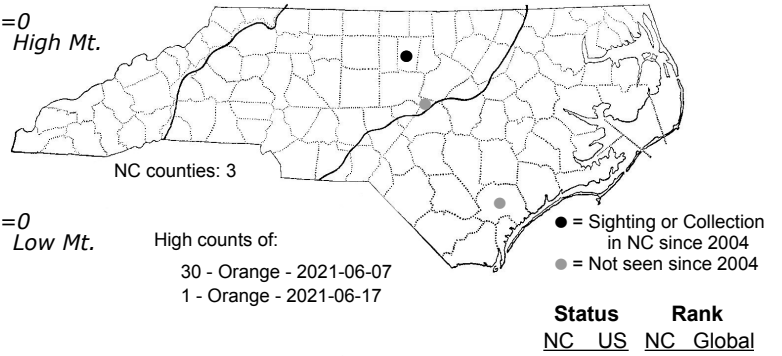 =0
High Mt.
NC counties: 3
=0
Low Mt.
High counts of:
30 - Orange - 2021-06-07
1 - Orange - 2021-06-17
● = Sighting or Collection
in NC since 2004
● = Not seen since 2004
Status Rank
NC US NC Global